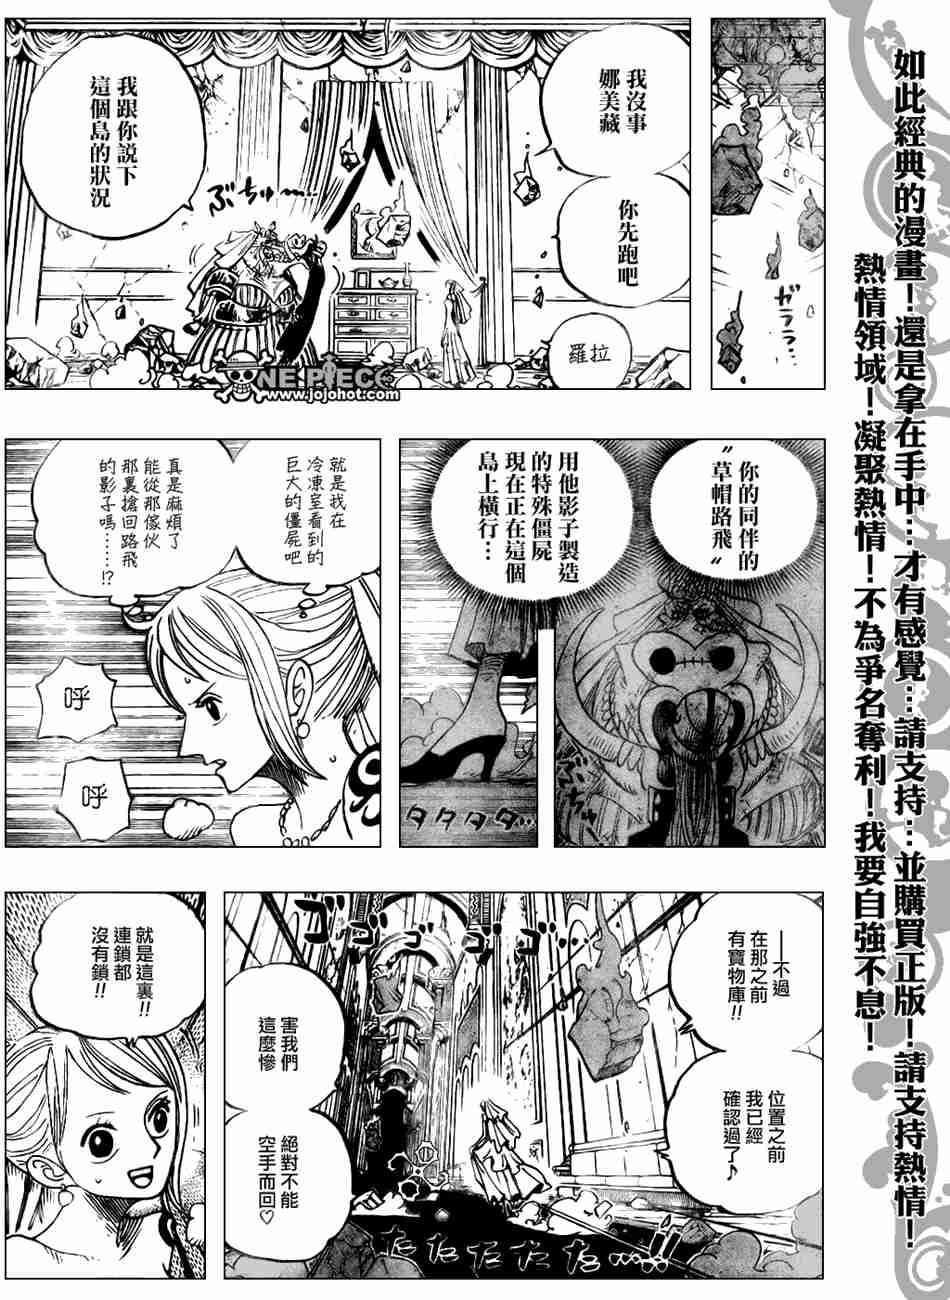 如此經典的漫畫！還是拿在手中…才有感覺…請支持…並購買正版！請支持熱情！
熱情領域！凝聚熱情！不為爭名奪利！我要自強不息！
ガラ
我沒事
娜美藏
你先跑吧
羅拉
我跟你說下
這個島的狀況
ぶちゅ〜
ONE PIECE
www.jojohot.com
你的同伴的
〝草帽路飛〞
用他影子製造
的特殊僵屍
現在正在這個
島上橫行…
タタタタ…
就是我在
冷凍室看到的
巨大的僵屍吧
真是麻煩了
能從那傢伙
那裏搶回路飛
的影子嗎……!?
呼
呼
——不過
在那之前
有寶物庫!!
位置之前
我已經
確認過了♪
害我們
這麼慘
絕對不能
空手而回♡
ゴゴゴゴ
たたたたた〜!!
就是這裏!!
連鎖都
沒有鎖!!